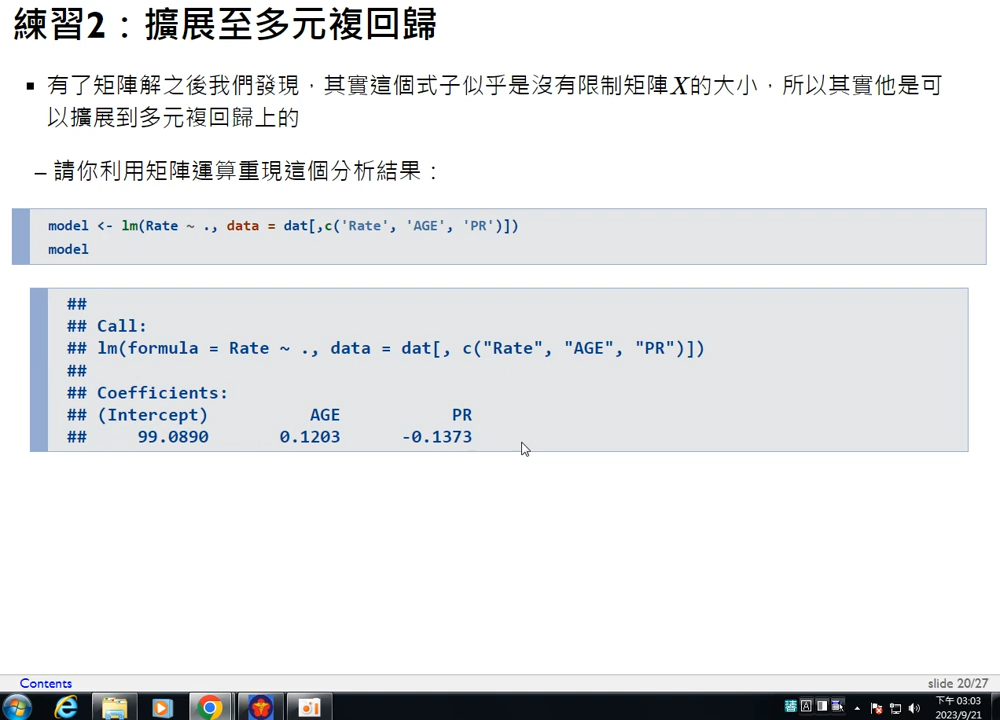 練習2：擴展至多元複回歸
▪ 有了矩陣解之後我們發現，其實這個式子似乎是沒有限制矩陣X的大小，所以其實他是可
以擴展到多元複回歸上的
– 請你利用矩陣運算重現這個分析結果：
model <- lm(Rate ~ ., data = dat[,c('Rate', 'AGE', 'PR')])
model
##
## Call:
## lm(formula = Rate ~ ., data = dat[, c("Rate", "AGE", "PR")])
##
## Coefficients:
## (Intercept)          AGE           PR
##     99.0890       0.1203      -0.1373
Contents
slide 20/27
下午 03:03
2023/9/21